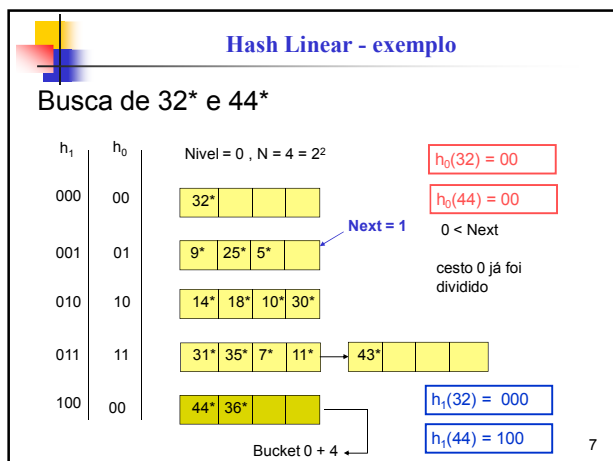 Hash Linear - exemplo
Busca de 32* e 44*
h1 h0 Nivel = 0 , N = 4 = 2²
h0(32) = 00
000 00 32*
h0(44) = 00
Next = 1
0 < Next
001 01 9* 25* 5*
cesto 0 já foi
dividido
010 10 14* 18* 10* 30*
011 11 31* 35* 7* 11* 43*
100 00 44* 36*
h1(32) = 000
h1(44) = 100
Bucket 0 + 4
7